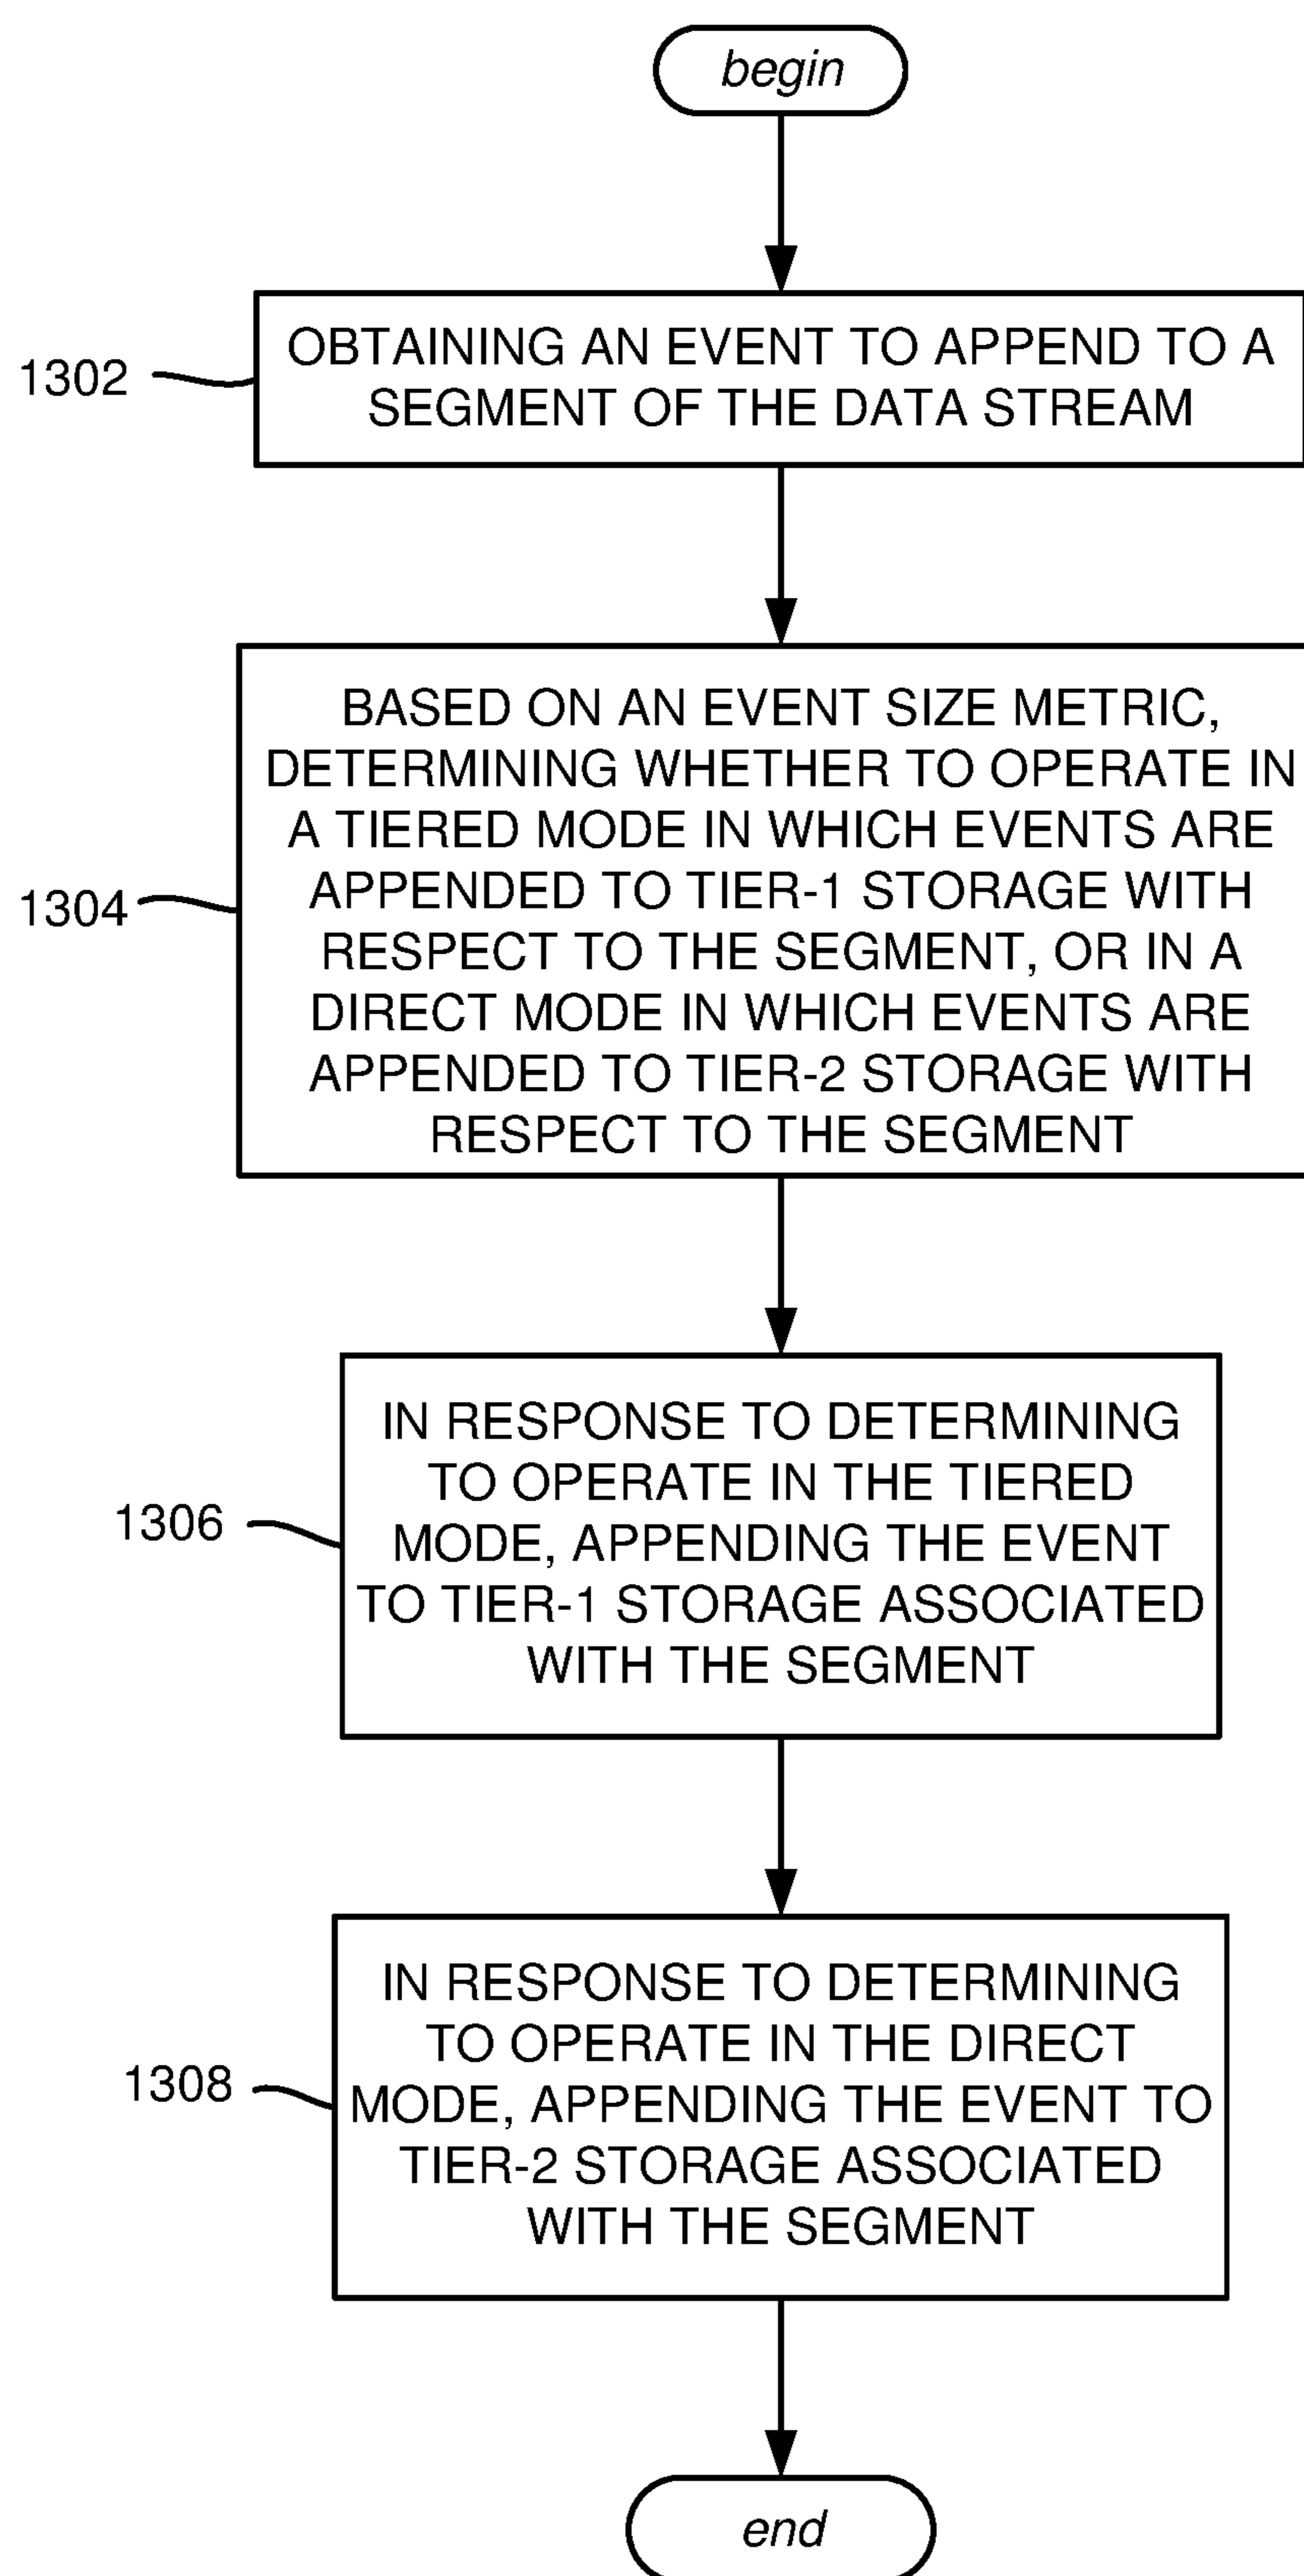 begin
1302
OBTAINING AN EVENT TO APPEND TO A
SEGMENT OF THE DATA STREAM
1304
BASED ON AN EVENT SIZE METRIC,
DETERMINING WHETHER TO OPERATE IN
A TIERED MODE IN WHICH EVENTS ARE
APPENDED TO TIER-1 STORAGE WITH
RESPECT TO THE SEGMENT, OR IN A
DIRECT MODE IN WHICH EVENTS ARE
APPENDED TO TIER-2 STORAGE WITH
RESPECT TO THE SEGMENT
1306
IN RESPONSE TO DETERMINING
TO OPERATE IN THE TIERED
MODE, APPENDING THE EVENT
TO TIER-1 STORAGE ASSOCIATED
WITH THE SEGMENT
1308
IN RESPONSE TO DETERMINING
TO OPERATE IN THE DIRECT
MODE, APPENDING THE EVENT TO
TIER-2 STORAGE ASSOCIATED
WITH THE SEGMENT
end